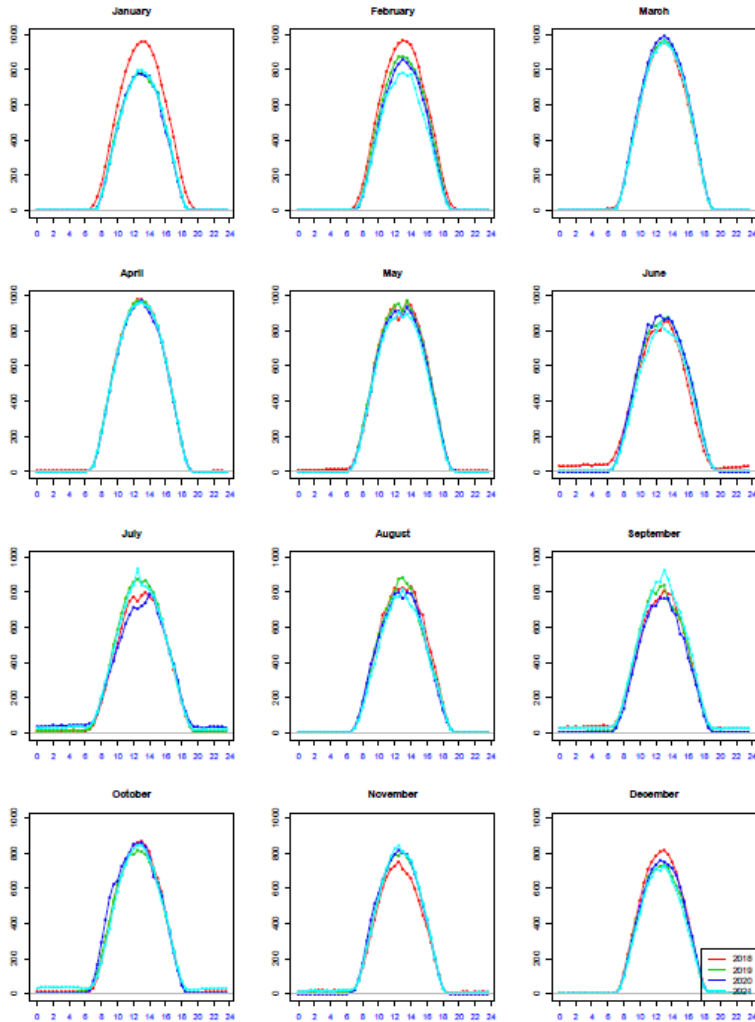 January February March
1000 1000 1000
800 800 800
600 600 600
400 400 400
200 200 200
0 0 0
0 2 4 6 8 10 12 14 16 18 20 22 24 0 2 4 6 8 10 12 14 16 18 20 22 24 0 2 4 6 8 10 12 14 16 18 20 22 24
April May June
1000 1000 1000
800 800 800
600 600 600
400 400 400
200 200 200
0 0 0
0 2 4 6 8 10 12 14 16 18 20 22 24 0 2 4 6 8 10 12 14 16 18 20 22 24 0 2 4 6 8 10 12 14 16 18 20 22 24
July August September
1000 1000 1000
800 800 800
600 600 600
400 400 400
200 200 200
0 0 0
0 2 4 6 8 10 12 14 16 18 20 22 24 0 2 4 6 8 10 12 14 16 18 20 22 24 0 2 4 6 8 10 12 14 16 18 20 22 24
October November December
1000 1000 1000
800 800 800
600 600 600
400 400 400
200 200 200
0 0 0
2018
2019
2020
2021
0 2 4 6 8 10 12 14 16 18 20 22 24 0 2 4 6 8 10 12 14 16 18 20 22 24 0 2 4 6 8 10 12 14 16 18 20 22 24